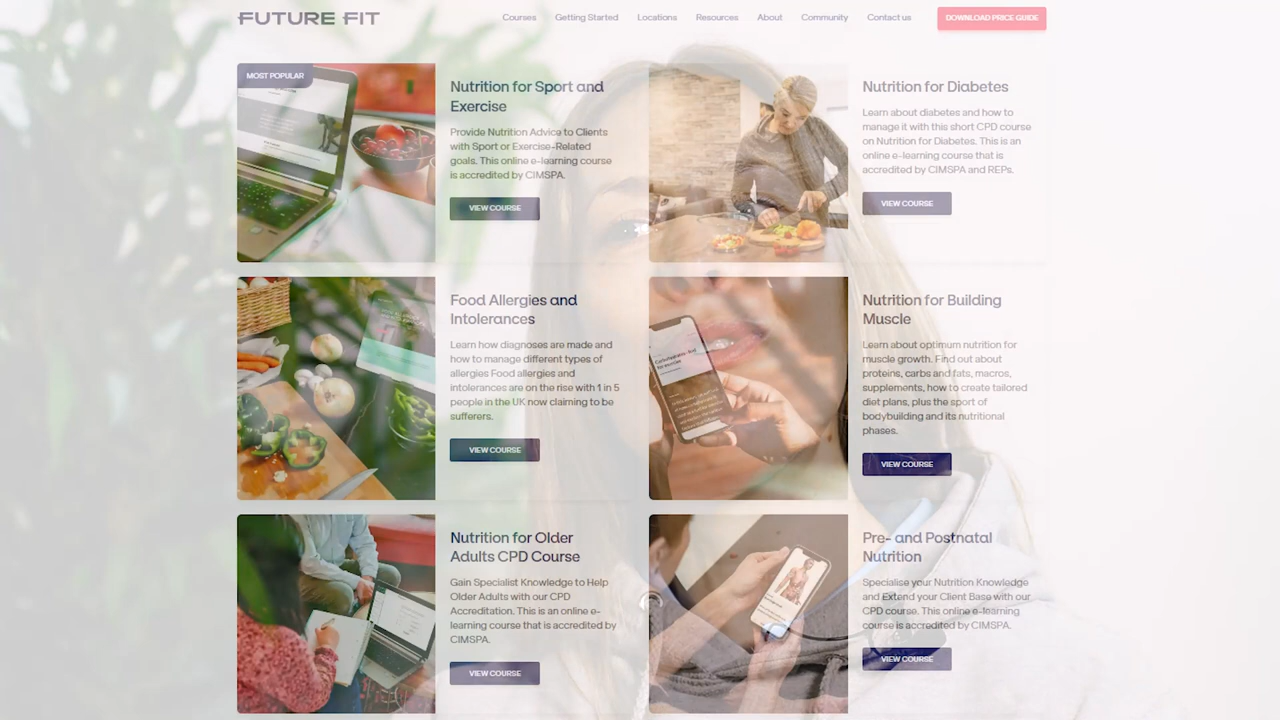 FUTURE FIT
Courses
Getting Started
Locations
Resources
About
Community
Contact us
DOWNLOAD PRICE GUIDE
MOST POPULAR
Nutrition for Sport and
Exercise
Provide Nutrition Advice to Clients
with Sport or Exercise-Related
goals. This online e-learning course
is accredited by CIMSPA.
VIEW COURSE
Nutrition for Diabetes
Learn about diabetes and how to
manage it with this short CPD course
on Nutrition for Diabetes. This is an
online e-learning course that is
accredited by CIMSPA and REPs.
VIEW COURSE
Food Allergies and
Intolerances
Learn how diagnoses are made and
how to manage different types of
allergies Food allergies and
intolerances are on the rise with 1 in 5
people in the UK now claiming to be
sufferers.
VIEW COURSE
Nutrition for Building
Muscle
Learn about optimum nutrition for
muscle growth. Find out about
proteins, carbs and fats, macros,
supplements, how to create tailored
diet plans, plus the sport of
bodybuilding and its nutritional
phases.
VIEW COURSE
Nutrition for Older
Adults CPD Course
Gain Specialist Knowledge to Help
Older Adults with our CPD
Accreditation. This is an online e-
learning course that is accredited by
CIMSPA.
VIEW COURSE
Pre- and Postnatal
Nutrition
Specialise your Nutrition Knowledge
and Extend your Client Base with our
CPD course. This online e-learning
course is accredited by CIMSPA.
VIEW COURSE